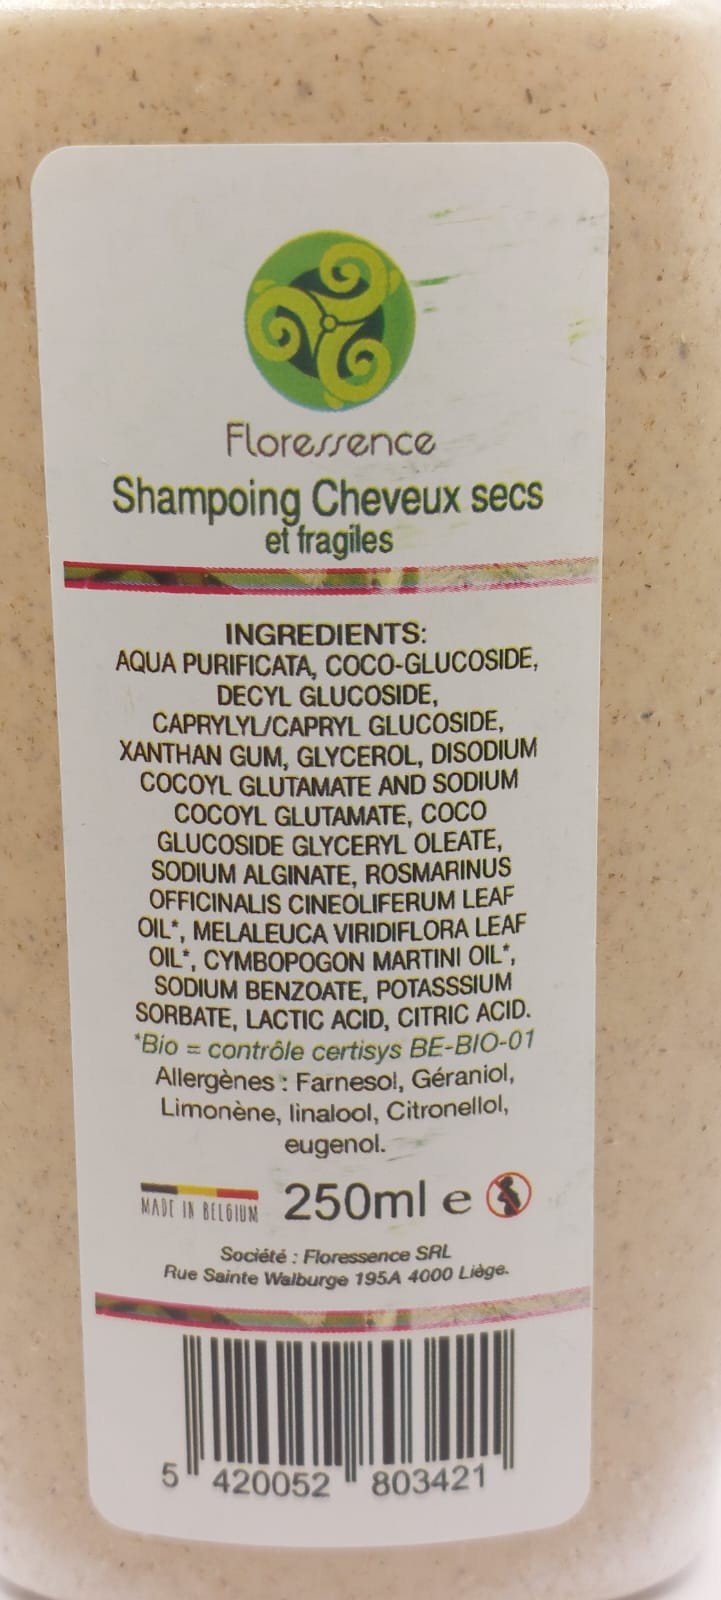 Floressence
Shampoing Cheveux secs
et fragiles
INGREDIENTS:
AQUA PURIFICATA, COCO-GLUCOSIDE,
DECYL GLUCOSIDE,
CAPRYLYL/CAPRYL GLUCOSIDE,
XANTHAN GUM, GLYCEROL, DISODIUM
COCOYL GLUTAMATE AND SODIUM
COCOYL GLUTAMATE, COCO
GLUCOSIDE GLYCERYL OLEATE,
SODIUM ALGINATE, ROSMARINUS
OFFICINALIS CINEOLIFERUM LEAF
OIL*, MELALEUCA VIRIDIFLORA LEAF
OIL*, CYMBOPOGON MARTINI OIL*,
SODIUM BENZOATE, POTASSSIUM
SORBATE, LACTIC ACID, CITRIC ACID.
*Bio = contrôle certisys BE-BIO-01
Allergènes : Farnesol, Géraniol,
Limonène, linalool, Citronellol,
eugenol.
MADE IN BELGIUM 250ml e
Société : Floressence SRL
Rue Sainte Walburge 195A 4000 Liège.
5 420052 803421